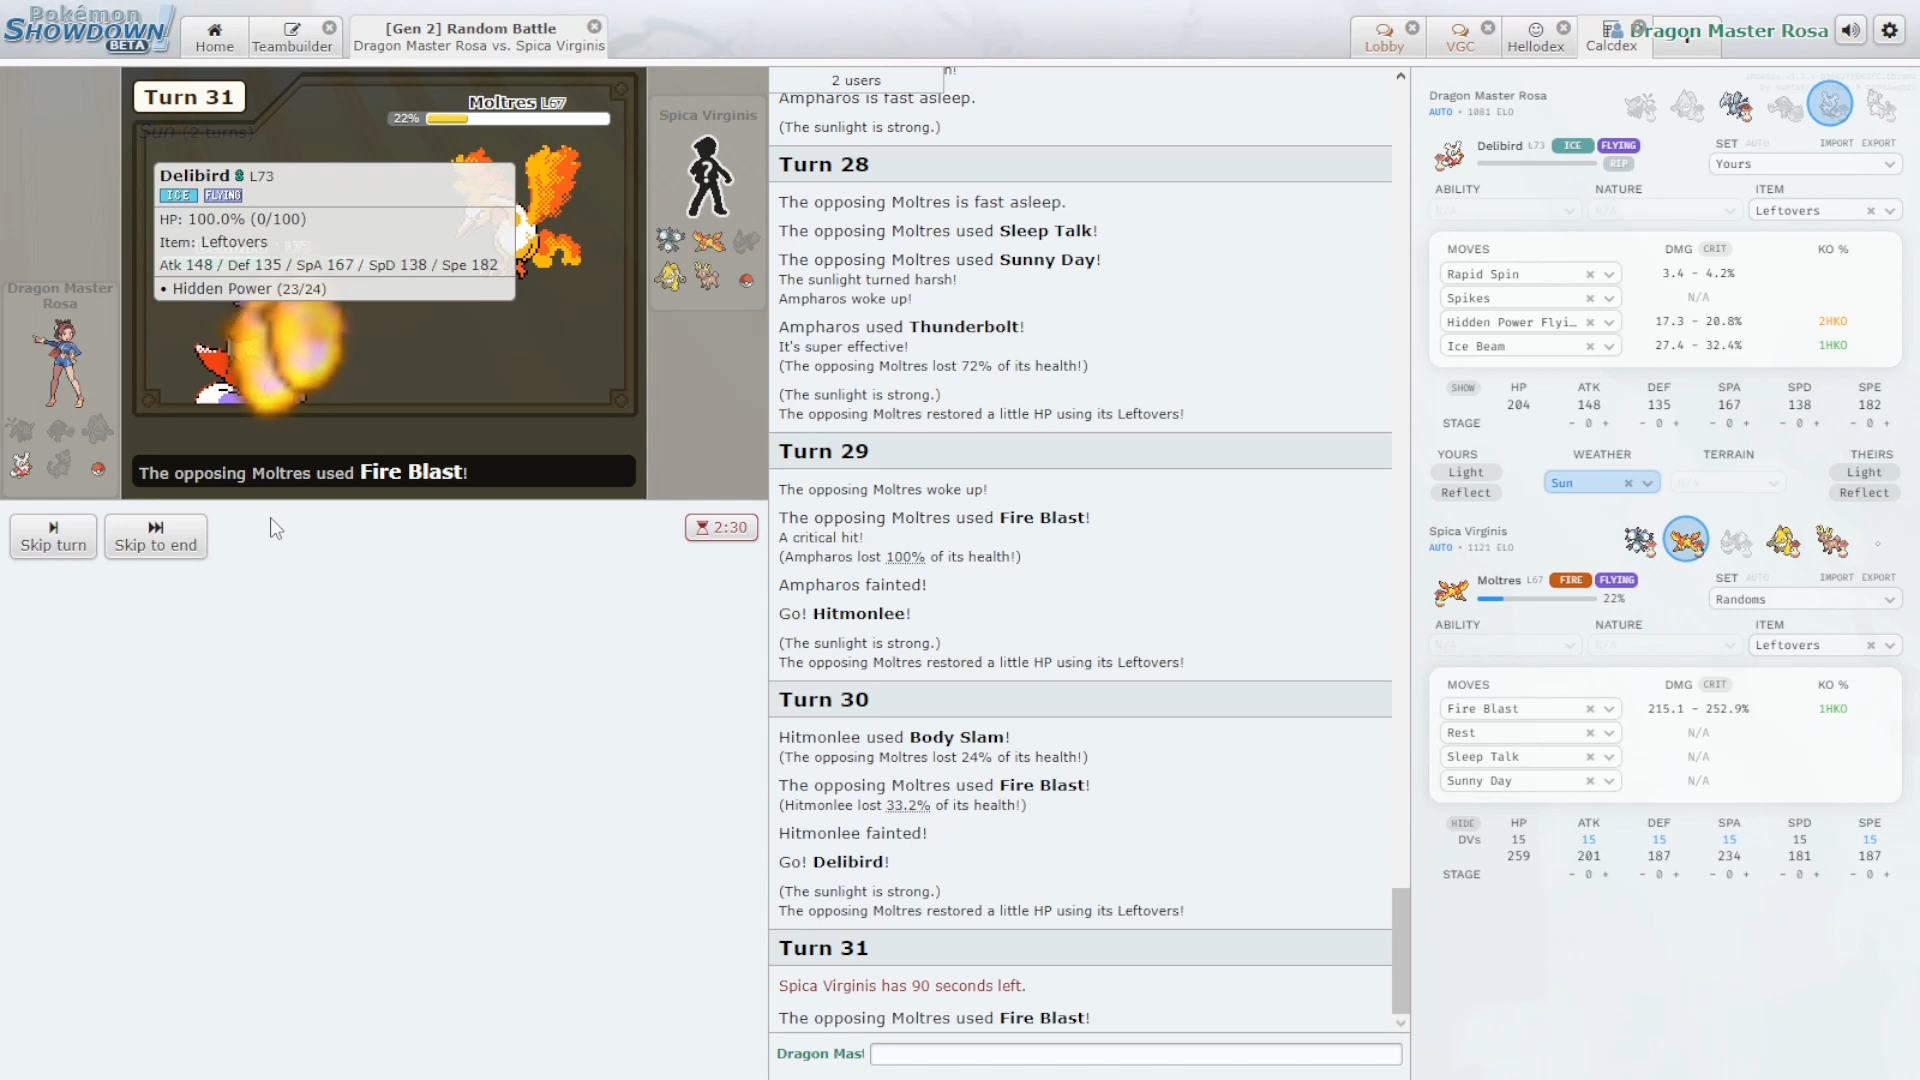 Pokémon
SHOWDOWN!
BETA
Home
Teambuilder
[Gen 2] Random Battle
Dragon Master Rosa vs. Spica Virginis
Lobby
VGC
Hellodex
Calcdex
Dragon Master Rosa
Turn 31
Sun (2 turns)
Moltres L67
22%
Delibird L73
ICE FLYING
HP: 100.0% (0/100)
Item: Leftovers
Atk 148 / Def 135 / SpA 167 / SpD 138 / Spe 182
• Hidden Power (23/24)
Dragon Master
Rosa
Spica Virginis
?
The opposing Moltres used Fire Blast!
Skip turn
Skip to end
2:30
2 users
Ampharos is fast asleep.
(The sunlight is strong.)
Turn 28
The opposing Moltres is fast asleep.
The opposing Moltres used Sleep Talk!
The opposing Moltres used Sunny Day!
The sunlight turned harsh!
Ampharos woke up!
Ampharos used Thunderbolt!
It's super effective!
(The opposing Moltres lost 72% of its health!)
(The sunlight is strong.)
The opposing Moltres restored a little HP using its Leftovers!
Turn 29
The opposing Moltres woke up!
The opposing Moltres used Fire Blast!
A critical hit!
(Ampharos lost 100% of its health!)
Ampharos fainted!
Go! Hitmonlee!
(The sunlight is strong.)
The opposing Moltres restored a little HP using its Leftovers!
Turn 30
Hitmonlee used Body Slam!
(The opposing Moltres lost 24% of its health!)
The opposing Moltres used Fire Blast!
(Hitmonlee lost 33.2% of its health!)
Hitmonlee fainted!
Go! Delibird!
(The sunlight is strong.)
The opposing Moltres restored a little HP using its Leftovers!
Turn 31
Spica Virginis has 90 seconds left.
The opposing Moltres used Fire Blast!
Dragon Mast
Dragon Master Rosa
AUTO • 1081 ELO
Delibird L73 ICE FLYING
RIP
SET AUTO IMPORT EXPORT
Yours
ABILITY NATURE ITEM
N/A N/A Leftovers
MOVES DMG CRIT KO %
Rapid Spin 3.4 - 4.2%
Spikes N/A
Hidden Power Flyi… 17.3 - 20.8% 2HKO
Ice Beam 27.4 - 32.4% 1HKO
SHOW HP ATK DEF SPA SPD SPE
204 148 135 167 138 182
STAGE - 0 + - 0 + - 0 + - 0 + - 0 +
YOURS WEATHER TERRAIN THEIRS
Light Sun N/A Light
Reflect Reflect
Spica Virginis
AUTO • 1121 ELO
Moltres L67 FIRE FLYING
22%
SET AUTO IMPORT EXPORT
Randoms
ABILITY NATURE ITEM
N/A N/A Leftovers
MOVES DMG CRIT KO %
Fire Blast 215.1 - 252.9% 1HKO
Rest N/A
Sleep Talk N/A
Sunny Day N/A
HIDE HP ATK DEF SPA SPD SPE
DVs 15 15 15 15 15 15
259 201 187 234 181 187
STAGE - 0 + - 0 + - 0 + - 0 + - 0 +